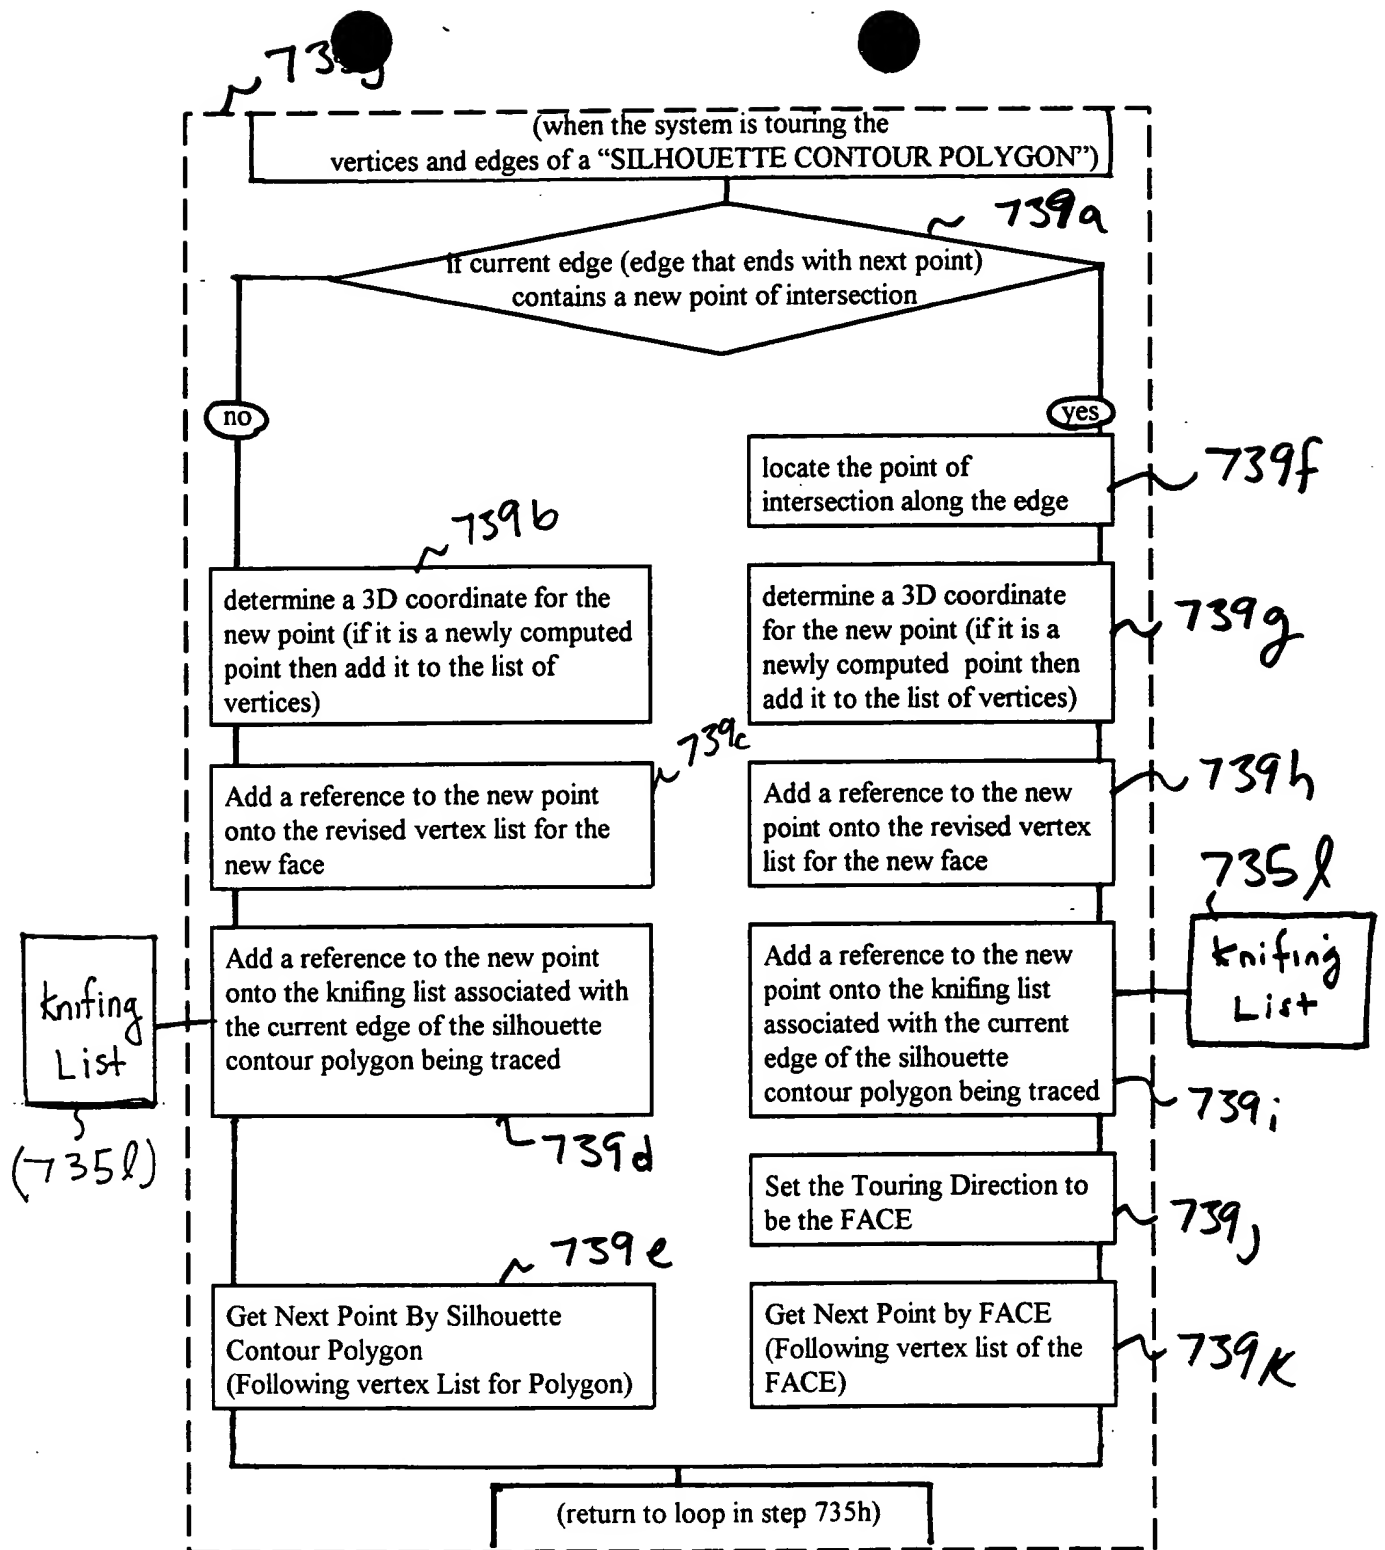 (when the system is touring the
vertices and edges of a “SILHOUETTE CONTOUR POLYGON”)
739a
If current edge (edge that ends with next point)
contains a new point of intersection
no
yes
locate the point of
intersection along the edge
739f
739b
determine a 3D coordinate for the
new point (if it is a newly computed
point then add it to the list of
vertices)
determine a 3D coordinate
for the new point (if it is a
newly computed point then
add it to the list of vertices)
739g
739c
Add a reference to the new point
onto the revised vertex list for the
new face
Add a reference to the new
point onto the revised vertex
list for the new face
739h
735l
Knifing
List
Knifing
List
(735l)
Add a reference to the new point
onto the knifing list associated with
the current edge of the silhouette
contour polygon being traced
739d
Add a reference to the new
point onto the knifing list
associated with the current
edge of the silhouette
contour polygon being traced
739i
Set the Touring Direction to
be the FACE
739j
739e
Get Next Point By Silhouette
Contour Polygon
(Following vertex List for Polygon)
Get Next Point by FACE
(Following vertex list of the
FACE)
739k
(return to loop in step 735h)